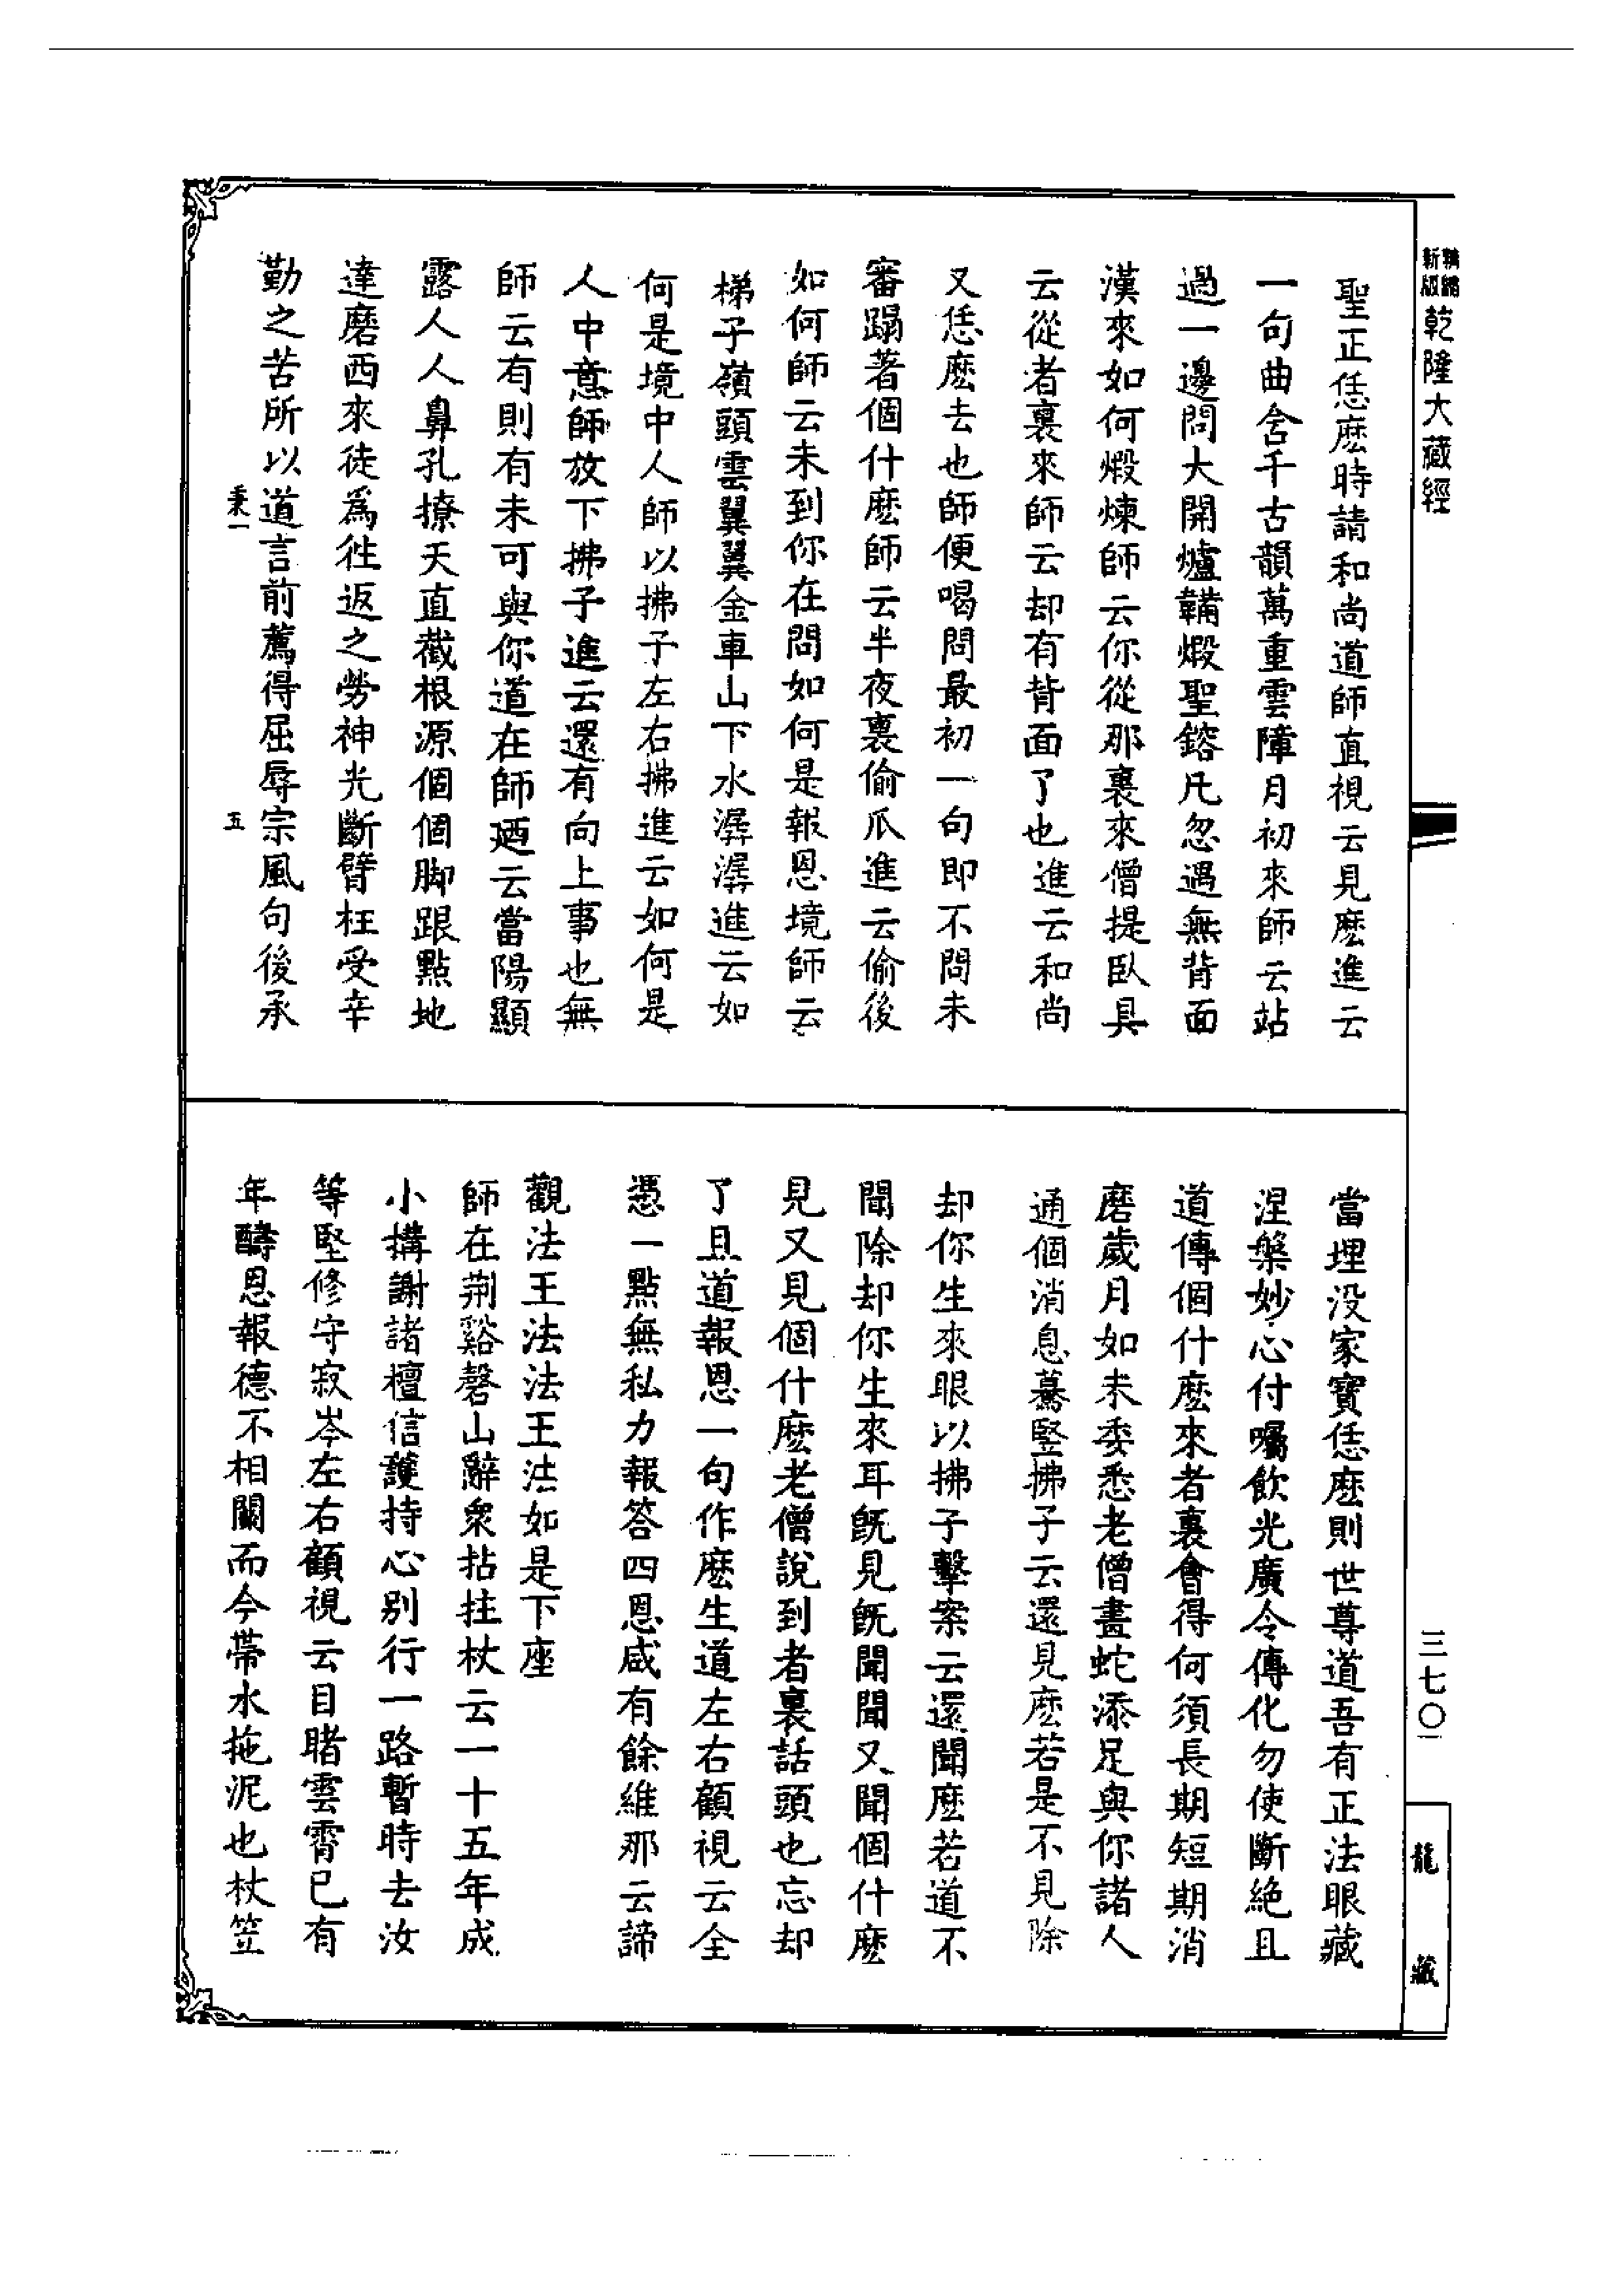 新版
乾隆大藏經
聖正恁麽時請和尚道師直視云見麽進云
一句曲含千古韻萬重雲障月初來師云站
過一邊問大開爐鞴煅聖鎔凡忽遇無背面
漢來如何煅煉師云你從那裏來僧提臥具
云從者裏來師云却有背面了也進云和尚
又恁麽去也師便喝問最初一句即不問未
審蹋著個什麽師云半夜裏偷瓜進云偷後
如何師云未到你在問如何是報恩境師云
梯子嶺頭雲翼翼金車山下水潺潺進云如
何是境中人師以拂子左右拂進云如何是
人中意師放下拂子進云還有向上事也無
師云有則有未可與你道在師廼云當陽顯
露人人鼻孔撩天直截根源個個脚跟點地
達磨西來徒爲徃返之勞神光斷臂枉受辛
勤之苦所以道言前薦得屈辱宗風句後承
秉一
五
當埋没家寶恁麽則世尊道吾有正法眼藏
涅槃妙心付囑飲光廣令傳化勿使斷絶且
道傳個什麽來者裏會得何須長期短期消
磨歲月如未委悉老僧畫蛇添足與你諸人
通個消息驀竪拂子云還見麽若是不見除
却你生來眼以拂子擊案云還聞麽若道不
聞除却你生來耳既見既聞聞又聞個什麽
見又見個什麽老僧説到者裏話頭也忘却
了且道報恩一句作麽生道左右顧視云全
憑一點無私力報答四恩咸有餘維那云諦
觀法王法法王法如是下座
師在荆谿磬山辭衆拈拄杖云一十五年成
小搆謝諸檀信護持心别行一路暫時去汝
等堅修守寂岑左右顧視云目睹雲霄已有
年酬恩報德不相關而今帶水拖泥也杖笠
三七〇
龍藏